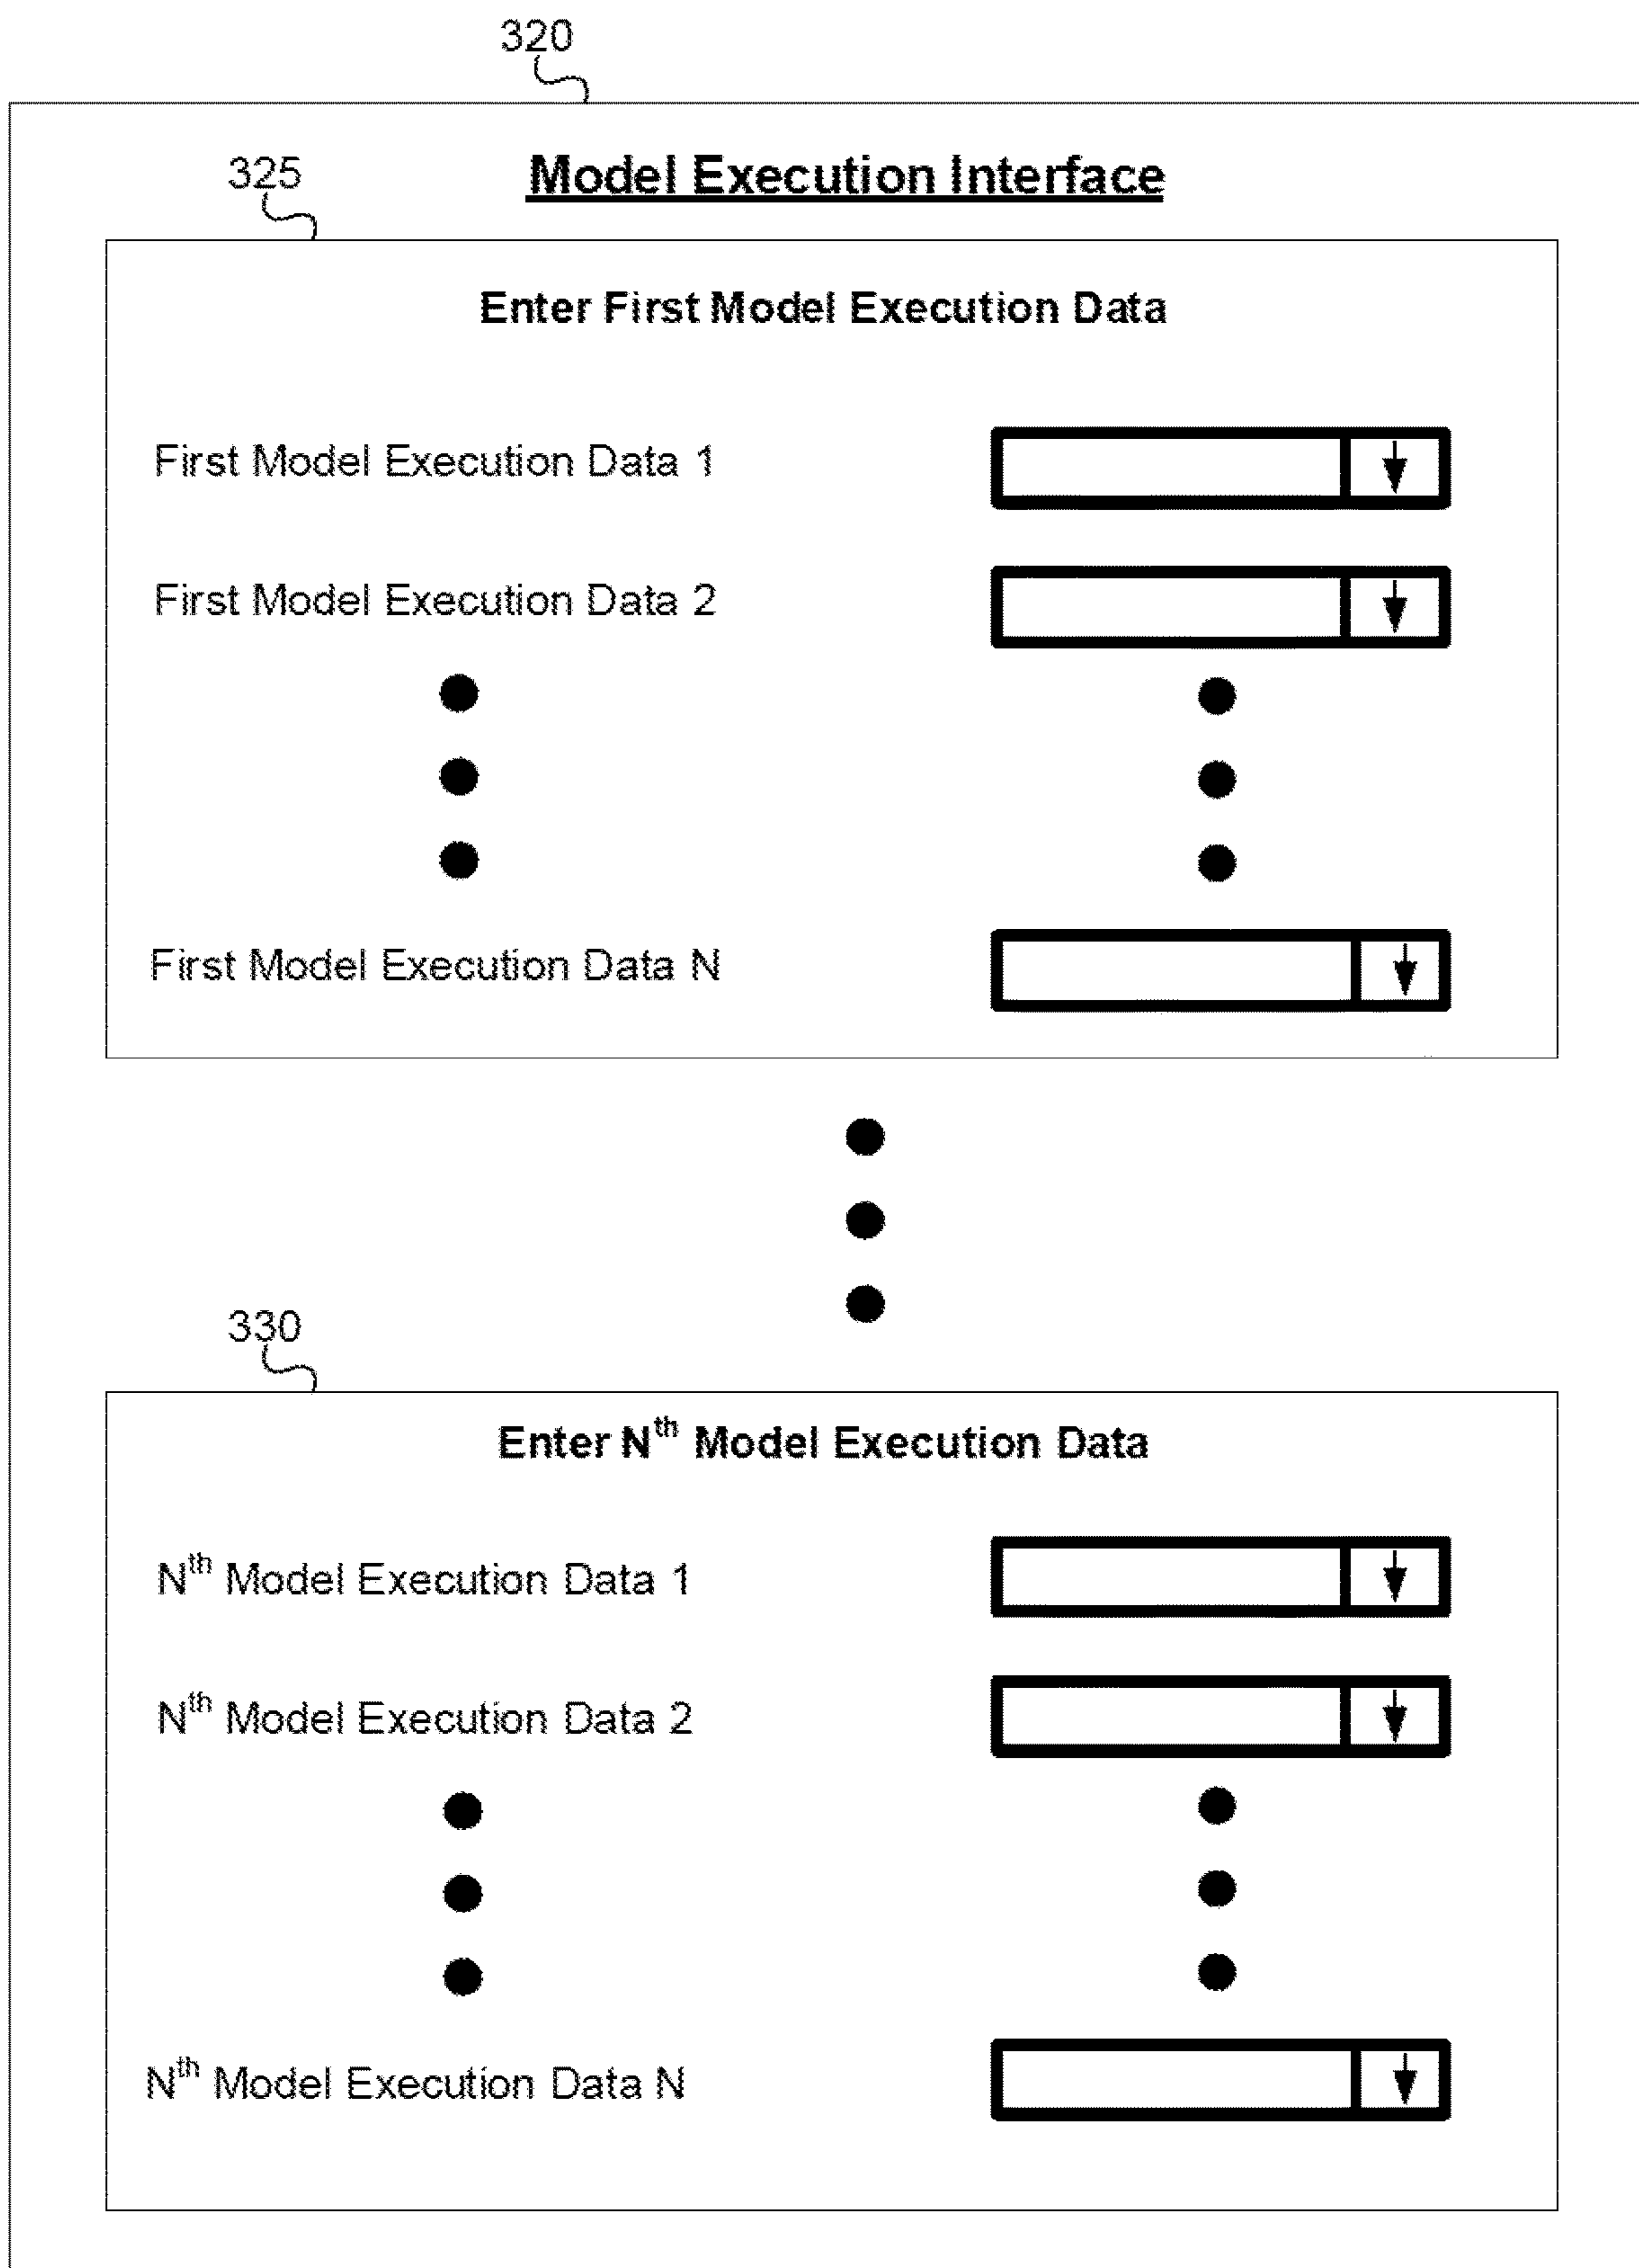 320
325
Model Execution Interface
Enter First Model Execution Data
First Model Execution Data 1
First Model Execution Data 2
First Model Execution Data N
330
Enter Nth Model Execution Data
Nth Model Execution Data 1
Nth Model Execution Data 2
Nth Model Execution Data N